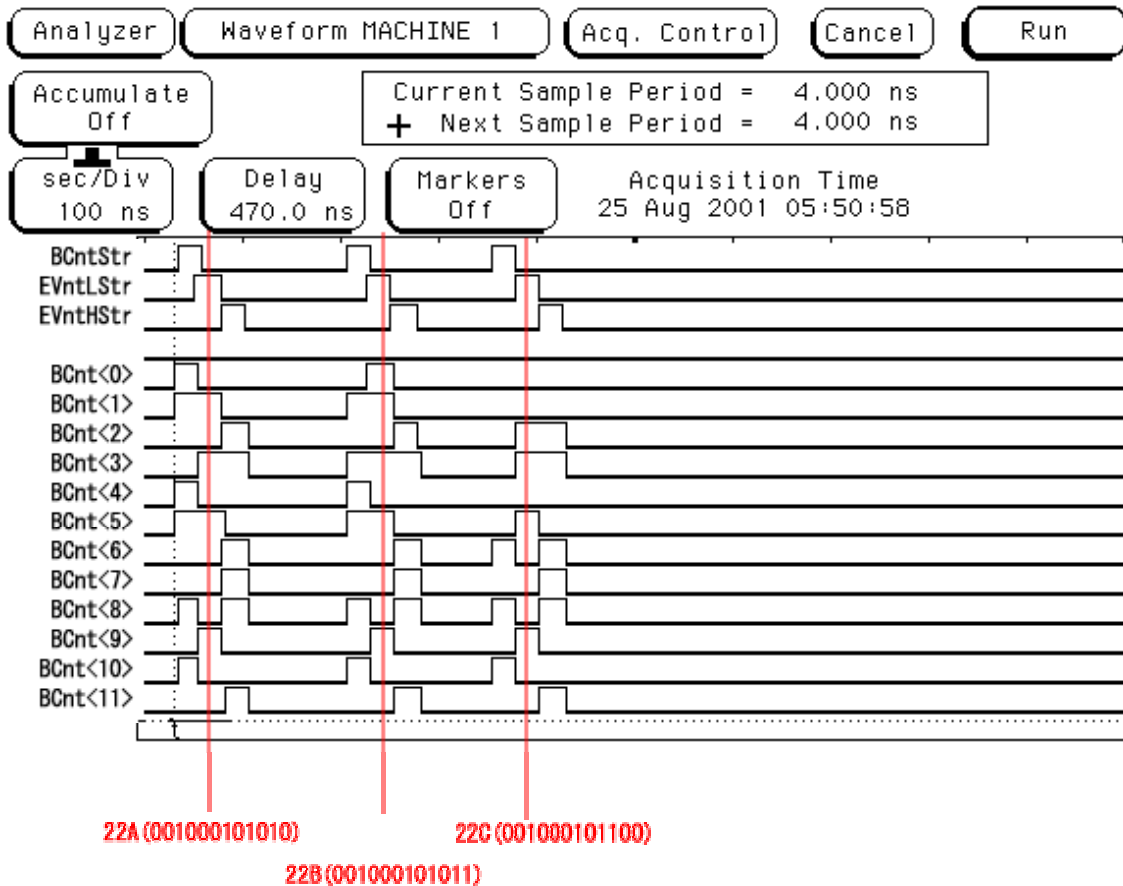 Analyzer Waveform MACHINE 1 Acq. Control Cancel Run
Accumulate
Off
Current Sample Period = 4.000 ns
Next Sample Period = 4.000 ns
sec/Div
100 ns
Delay
470.0 ns
Markers
Off
Acquisition Time
25 Aug 2001 05:50:58
BCntStr
EVntLStr
EVntHStr
BCnt<0>
BCnt<1>
BCnt<2>
BCnt<3>
BCnt<4>
BCnt<5>
BCnt<6>
BCnt<7>
BCnt<8>
BCnt<9>
BCnt<10>
BCnt<11>
22A(001000101010) 22C(001000101100)
22B(001000101011)